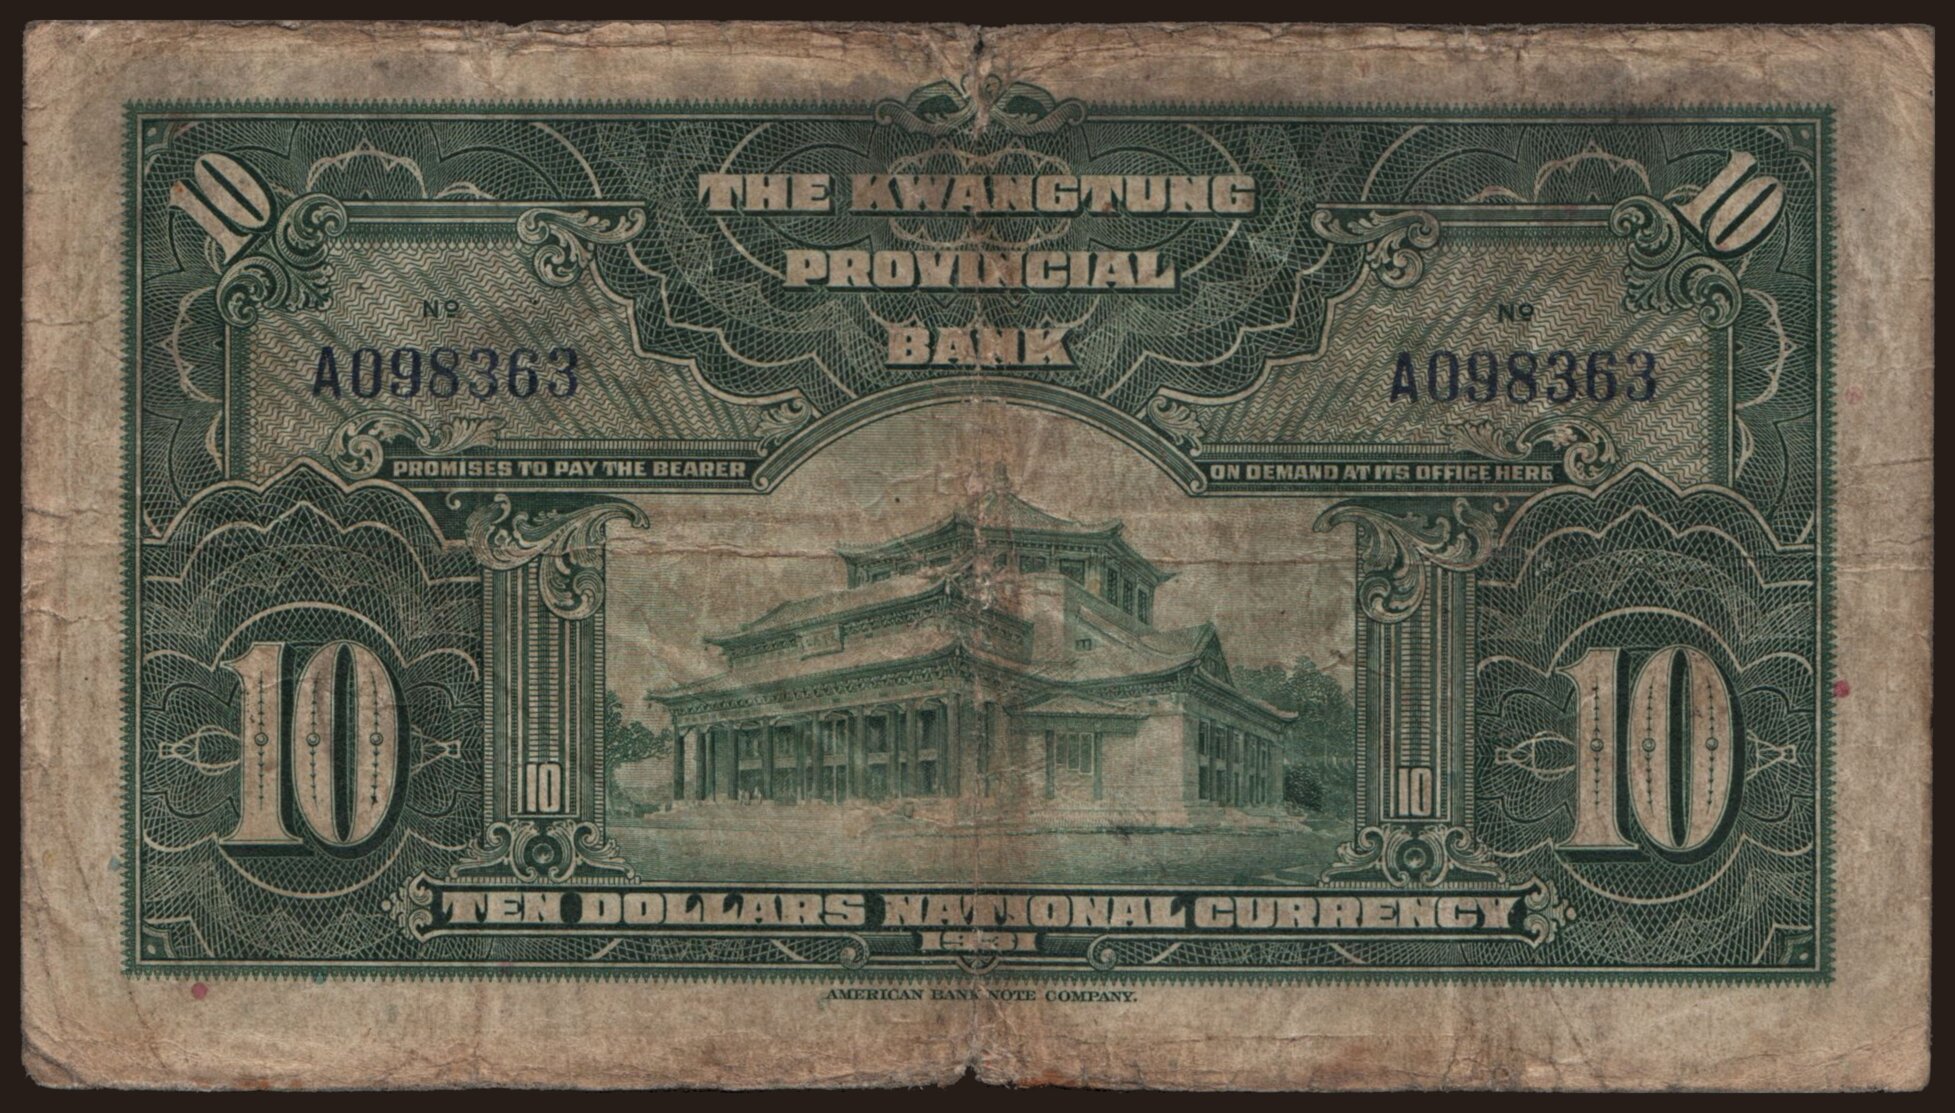 10
10
THE KWANGTUNG
PROVINCIAL
BANK
Nº
A098363
Nº
A098363
PROMISES TO PAY THE BEARER
ON DEMAND AT ITS OFFICE HERE
10
10
10
10
TEN DOLLARS NATIONAL CURRENCY
1931
AMERICAN BANK NOTE COMPANY.